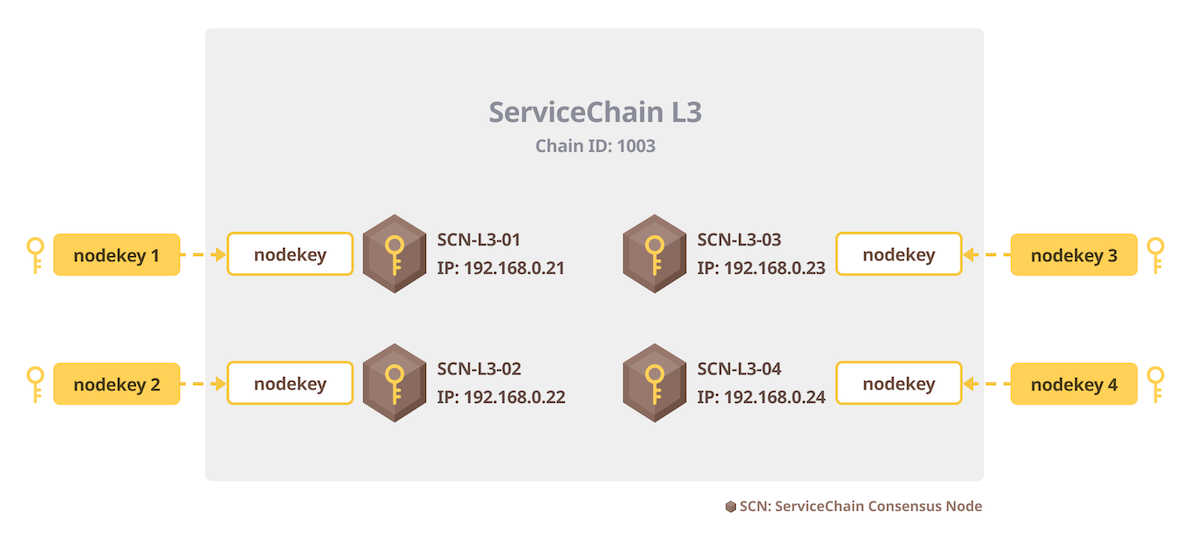 ServiceChain L3
Chain ID: 1003
nodekey 1
nodekey
SCN-L3-01
IP: 192.168.0.21
SCN-L3-03
IP: 192.168.0.23
nodekey
nodekey 3
nodekey 2
nodekey
SCN-L3-02
IP: 192.168.0.22
SCN-L3-04
IP: 192.168.0.24
nodekey
nodekey 4
SCN: ServiceChain Consensus Node